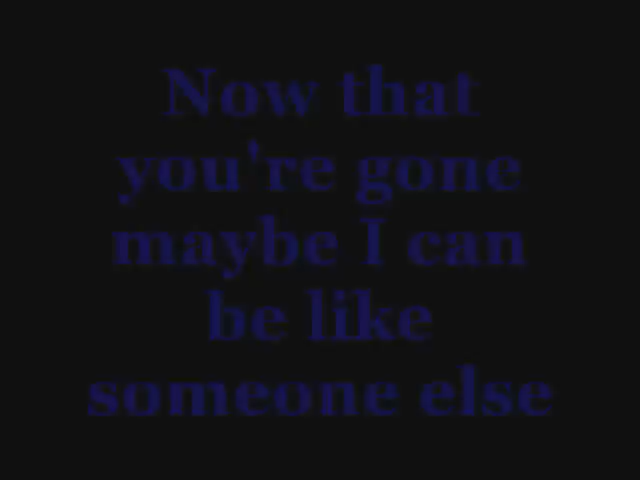 Now that
you're gone
maybe I can
be like
someone else